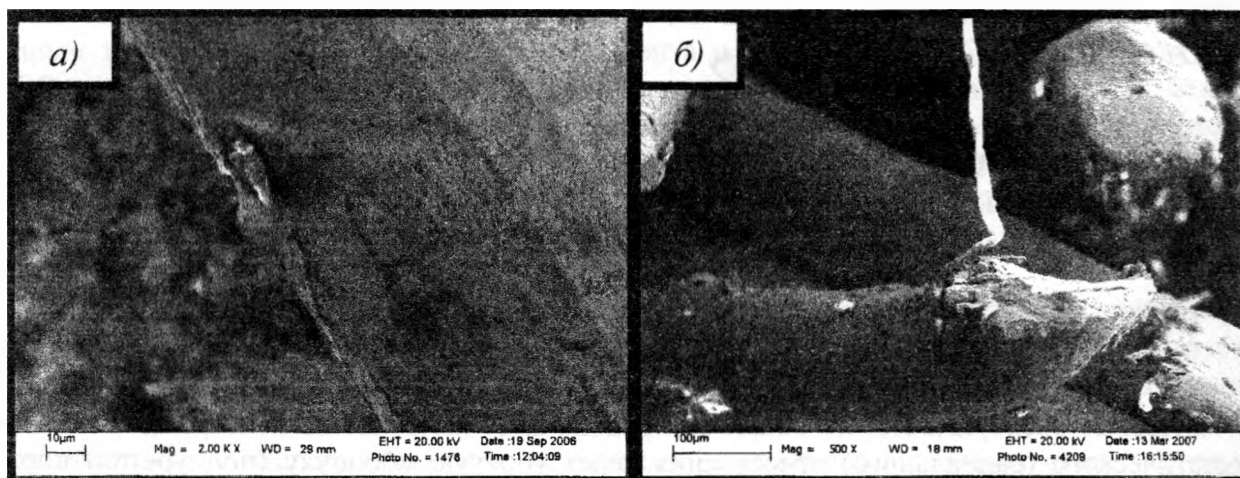 а)
10µm
Mag = 2.00 K X
WD = 29 mm
EHT = 20.00 kV
Photo No. = 1476
Date :19 Sep 2006
Time :12:04:09
б)
100µm
Mag = 500 X
WD = 18 mm
EHT = 20.00 kV
Photo No. = 4209
Date :13 Mar 2007
Time :16:15:50